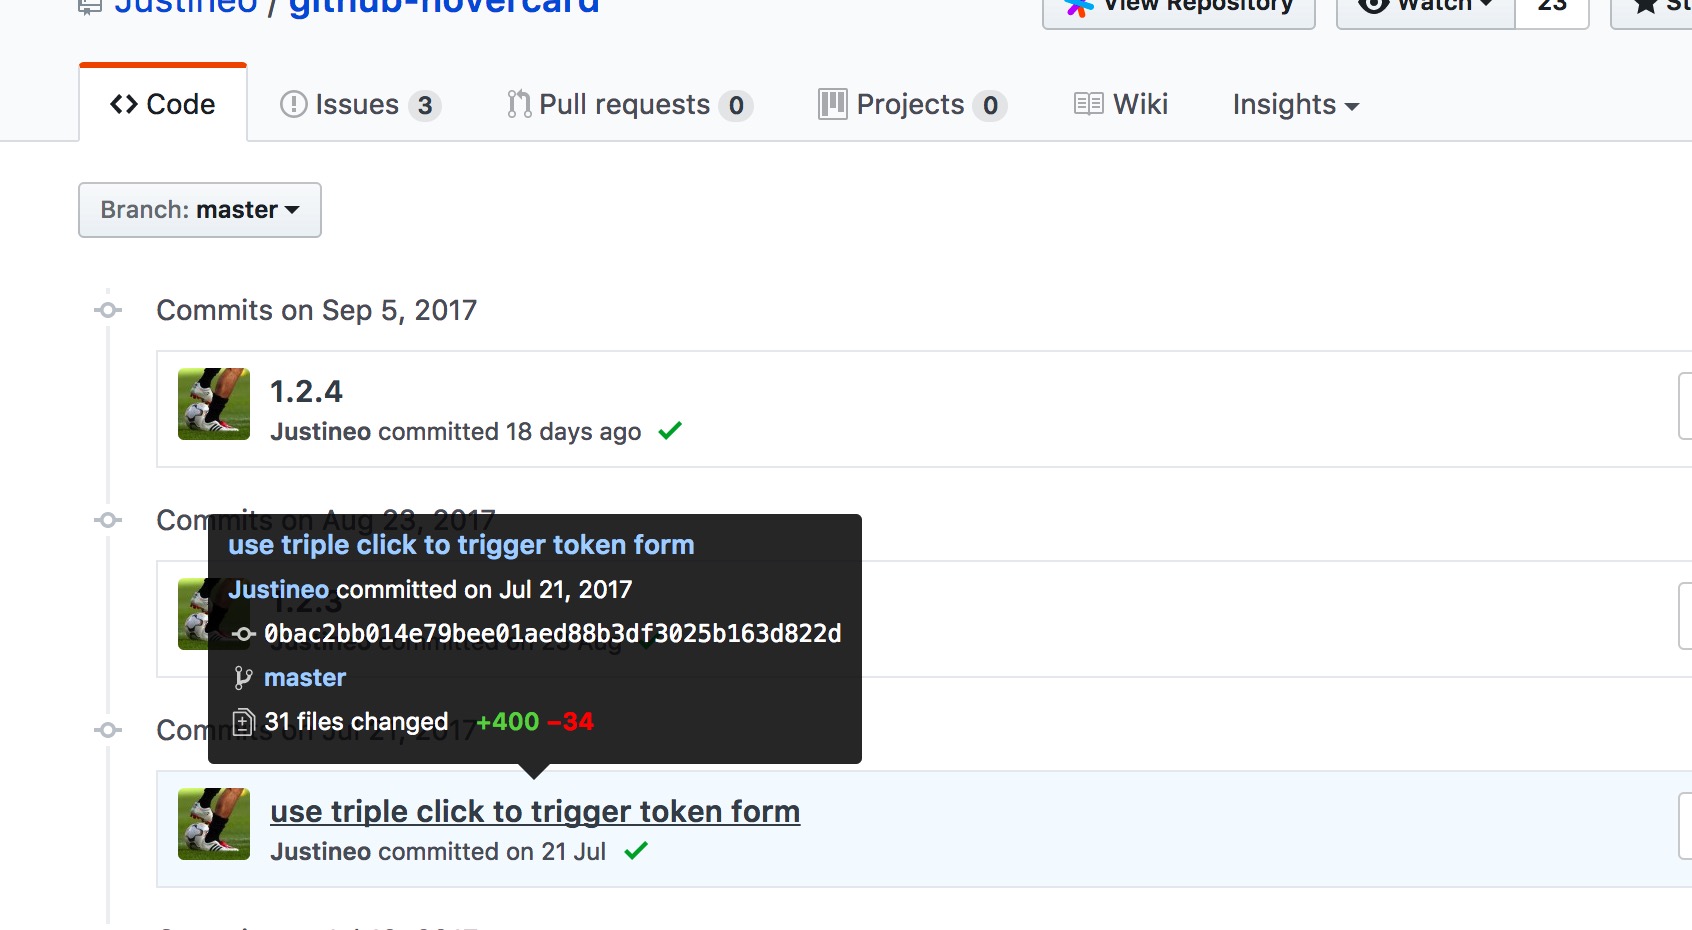 Justineo / github-hovercard
View Repository
Watch
23
Code
Issues 3
Pull requests 0
Projects 0
Wiki
Insights
Branch: master
Commits on Sep 5, 2017
1.2.4
Justineo committed 18 days ago
Commits on Aug 23, 2017
use triple click to trigger token form
Justineo committed on Jul 21, 2017
1.2.3
0bac2bb014e79bee01aed88b3df3025b163d822d
Justineo committed on 23 Aug
master
31 files changed +400 −34
Commits on Jul 21, 2017
use triple click to trigger token form
Justineo committed on 21 Jul